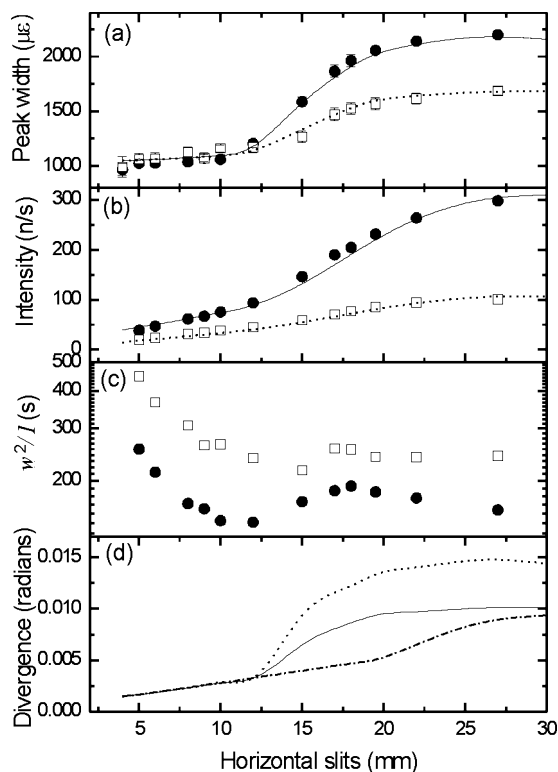 (a)
Peak width (με)
2000
1500
1000
(b)
Intensity (n/s)
300
200
100
0
(c)
w²/I (s)
500
400
300
200
(d)
Divergence (radians)
0.015
0.010
0.005
0.000
5 10 15 20 25 30
Horizontal slits (mm)